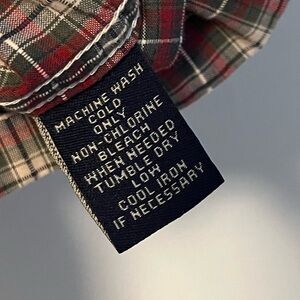 MACHINE WASH
COLD
ONLY
NON-CHLORINE
BLEACH
WHEN NEEDED
TUMBLE DRY
LOW
COOL IRON
IF NECESSARY